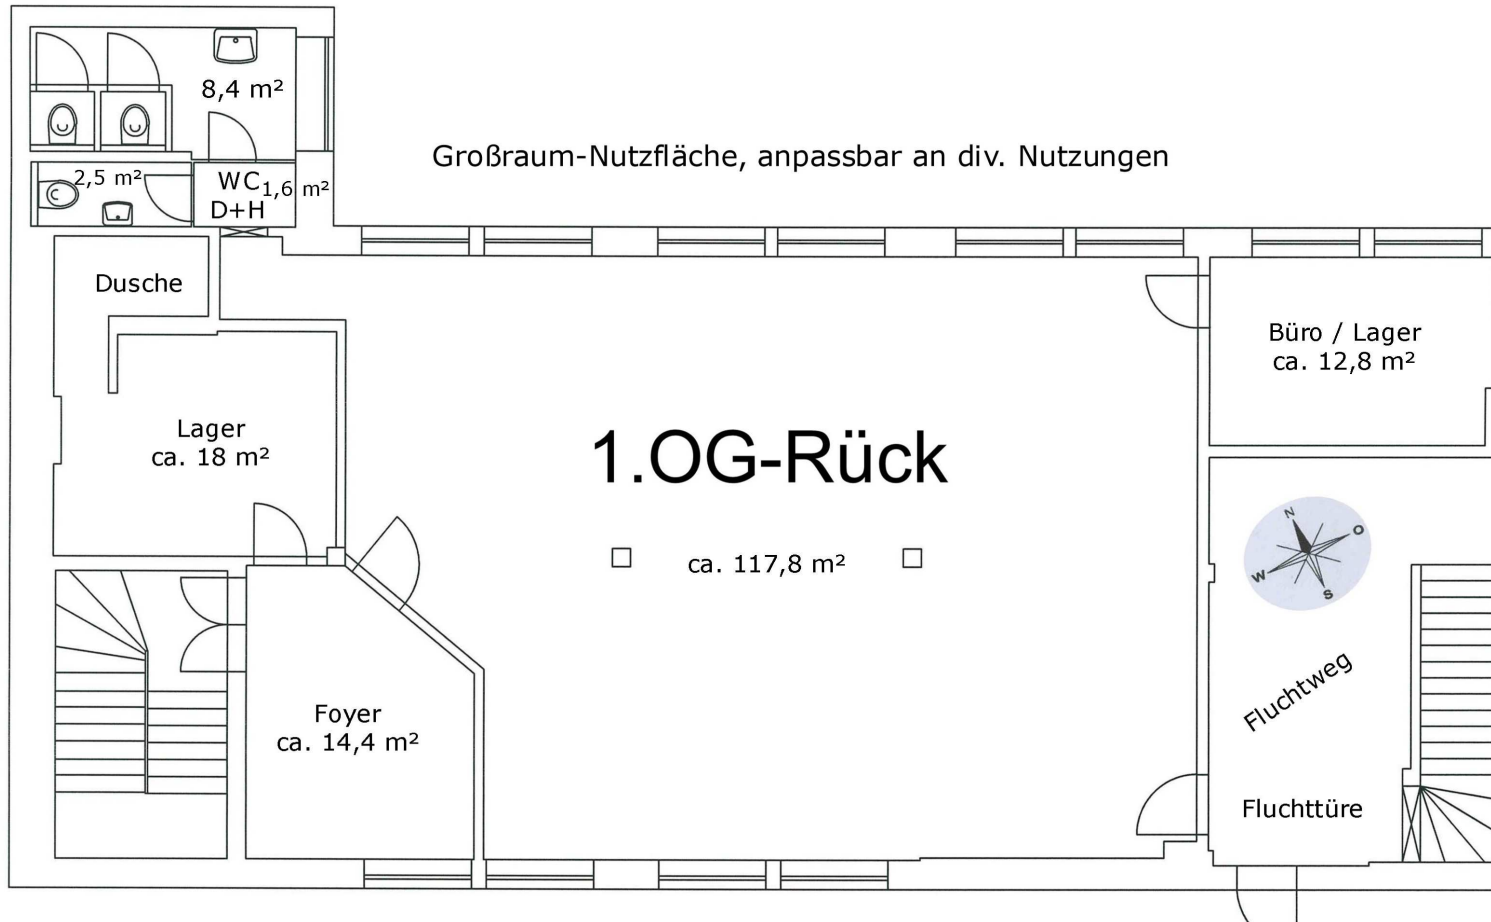 8,4 m²
Großraum-Nutzfläche, anpassbar an div. Nutzungen
2,5 m²
WC 1,6 m²
D+H
Dusche
Büro / Lager
ca. 12,8 m²
Lager
ca. 18 m²
1.OG-Rück
ca. 117,8 m²
N
O
W
S
Fluchtweg
Foyer
ca. 14,4 m²
Fluchttüre